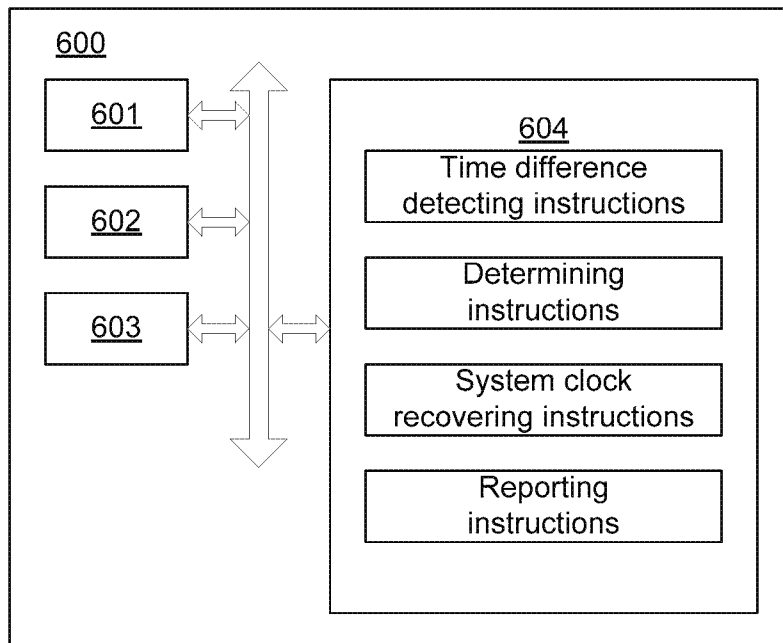 600
601
602
603
604
Time difference
detecting instructions
Determining
instructions
System clock
recovering instructions
Reporting
instructions